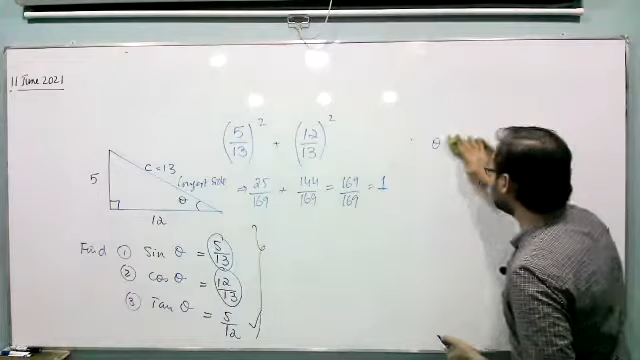 11 June 2021
(5/13)² + (12/13)²
5
C = 13
Longest Side
θ
12
⇒ 25/169 + 144/169 = 169/169 = 1
Find ① Sin θ = 5/13
② Cos θ = 12/13
③ Tan θ = 5/12
θ